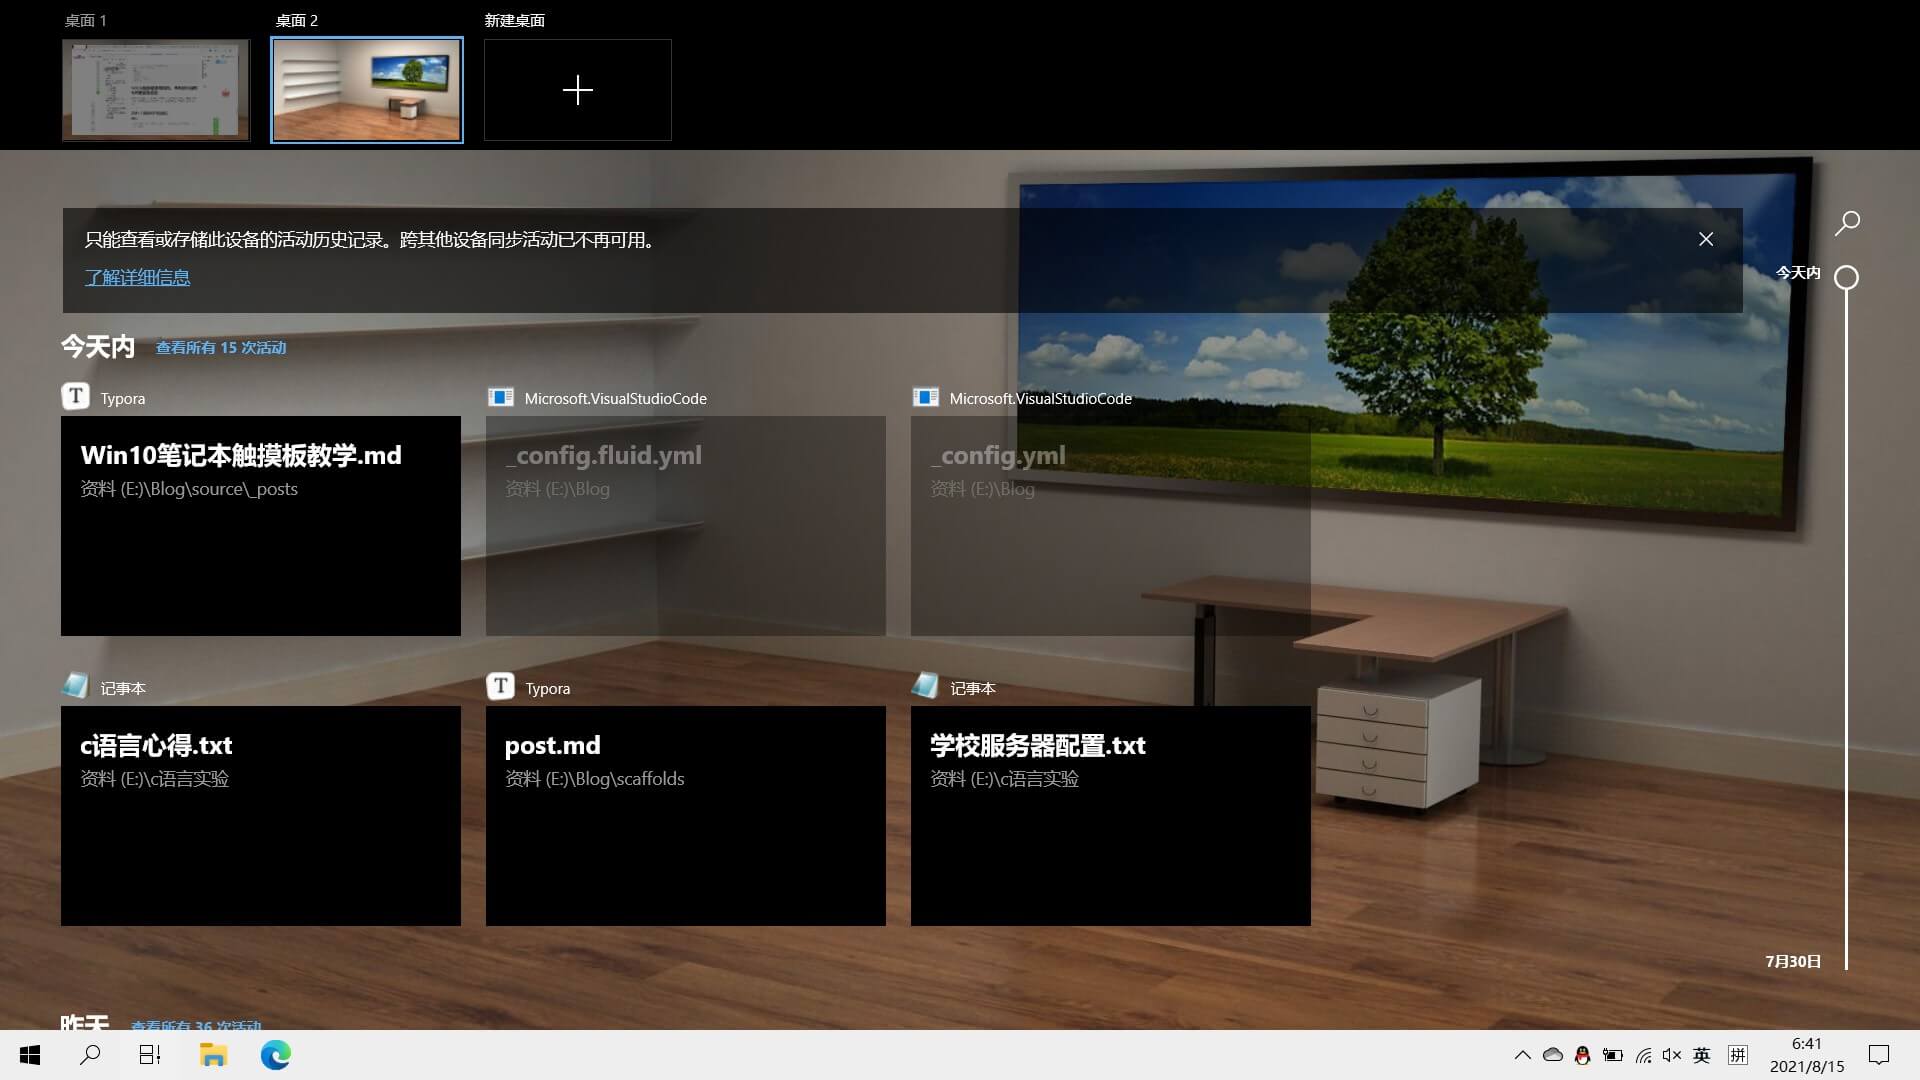 桌面 1
桌面 2
新建桌面
只能查看或存储此设备的活动历史记录。跨其他设备同步活动已不再可用。
了解详细信息
今天内
今天内 查看所有 15 次活动
Typora
Microsoft.VisualStudioCode
Microsoft.VisualStudioCode
Win10笔记本触摸板教学.md
资料 (E:)\Blog\source\_posts
_config.fluid.yml
资料 (E:)\Blog
_config.yml
资料 (E:)\Blog
记事本
Typora
记事本
c语言心得.txt
资料 (E:)\c语言实验
post.md
资料 (E:)\Blog\scaffolds
学校服务器配置.txt
资料 (E:)\c语言实验
7月30日
昨天 查看所有 36 次活动
英
拼
6:41
2021/8/15